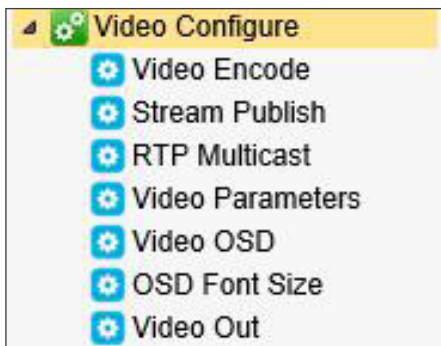 Video Configure
Video Encode
Stream Publish
RTP Multicast
Video Parameters
Video OSD
OSD Font Size
Video Out